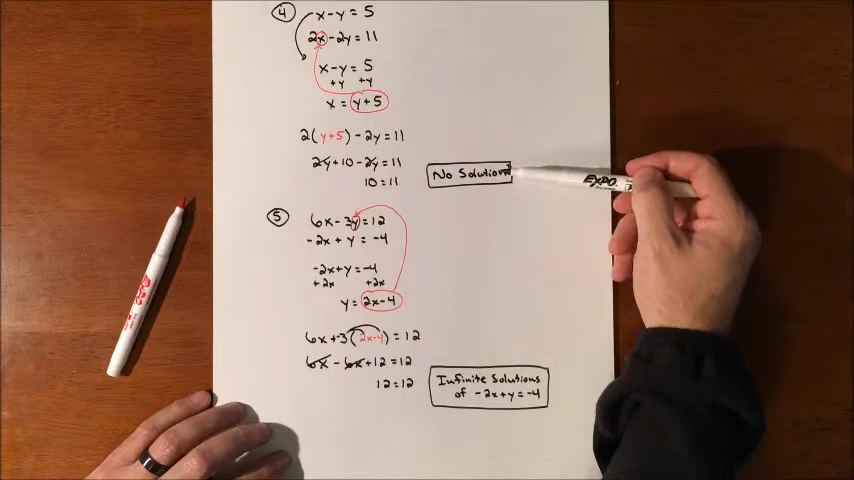 4
x-y=5
2x-2y=11
x-y=5
+y +y
x=y+5
2(y+5)-2y=11
2y+10-2y=11
10=11
No Solution
EXPO
5
6x-3y=12
-2x+y=-4
-2x+y=-4
+2x +2x
y=2x-4
6x+-3(2x-4)=12
6x-6x+12=12
12=12
Infinite Solutions
of -2x+y=-4